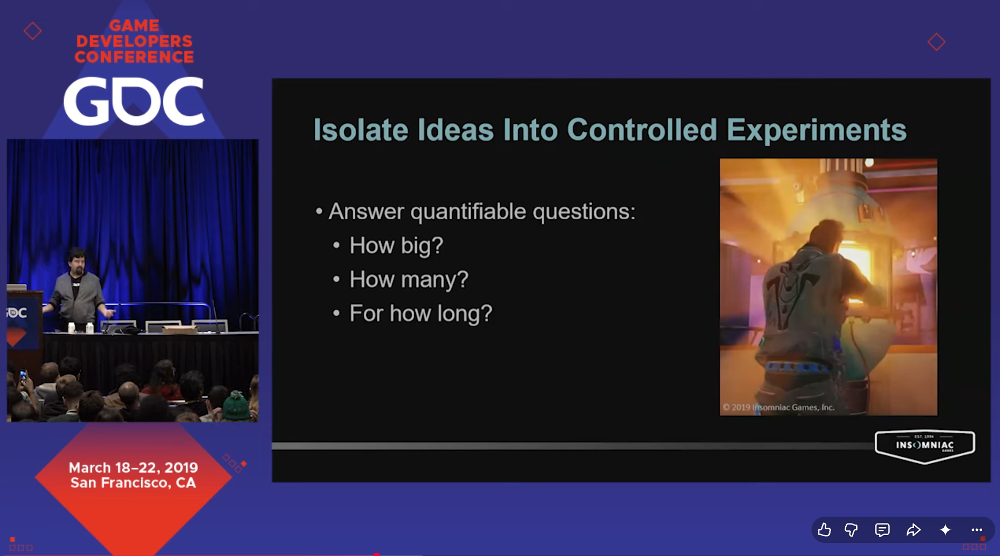 GAME
DEVELOPERS
CONFERENCE
GDC
GDC
March 18–22, 2019
San Francisco, CA
Isolate Ideas Into Controlled Experiments
• Answer quantifiable questions:
• How big?
• How many?
• For how long?
© 2019 Insomniac Games, Inc.
EST. 1994
INSOMNIAC
GAMES